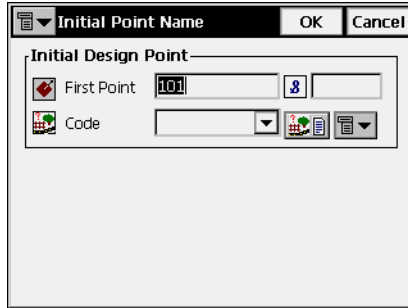 Initial Point Name OK Cancel
Initial Design Point
First Point 101
Code